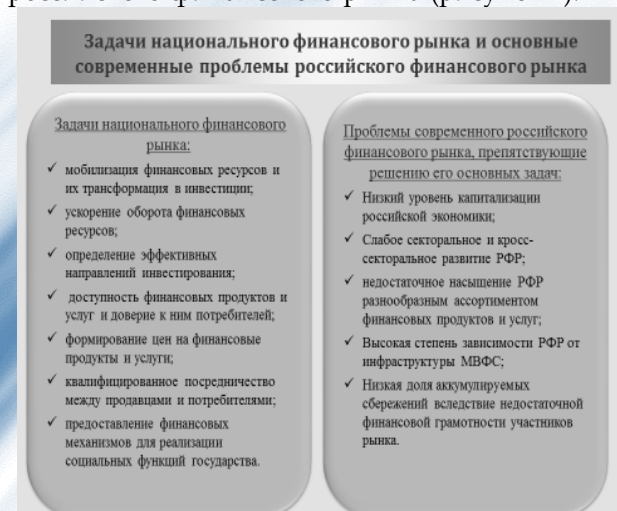 Задачи национального финансового рынка и основные
современные проблемы российского финансового рынка
Задачи национального финансового
рынка:
✓ мобилизация финансовых ресурсов и
их трансформация в инвестиции;
✓ ускорение оборота финансовых
ресурсов;
✓ определение эффективных
направлений инвестирования;
✓ доступность финансовых продуктов и
услуг и доверие к ним потребителей;
✓ формирование цен на финансовые
продукты и услуги;
✓ квалифицированное посредничество
между продавцами и потребителями;
✓ предоставление финансовых
механизмов для реализации
социальных функций государства.
Проблемы современного российского
финансового рынка, препятствующие
решению его основных задач:
✓ Низкий уровень капитализации
российской экономики;
✓ Слабое секторальное и кросс-
секторальное развитие РФР;
✓ недостаточное насыщение РФР
разнообразным ассортиментом
финансовых продуктов и услуг;
✓ Высокая степень зависимости РФР от
инфраструктуры МВФС;
✓ Низкая доля аккумулируемых
сбережений вследствие недостаточной
финансовой грамотности участников
рынка.